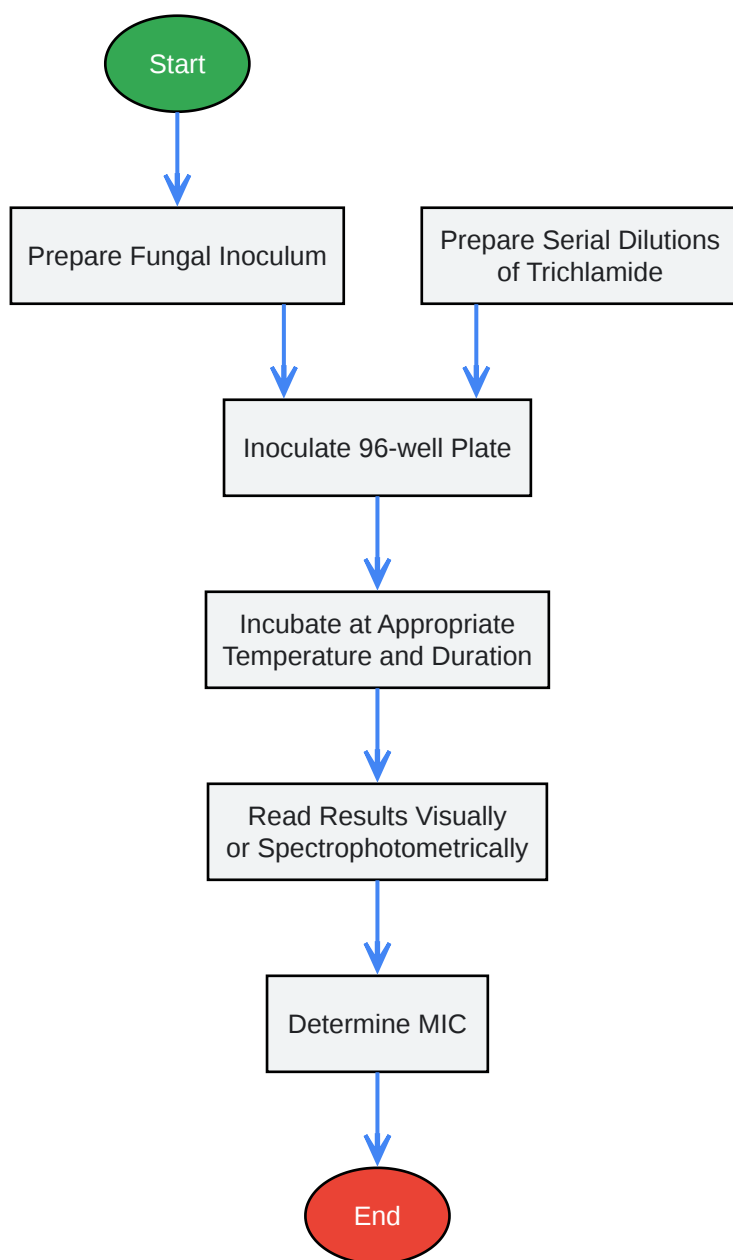 Start
Prepare Fungal Inoculum
Prepare Serial Dilutions
of Trichlamide
Inoculate 96-well Plate
Incubate at Appropriate
Temperature and Duration
Read Results Visually
or Spectrophotometrically
Determine MIC
End